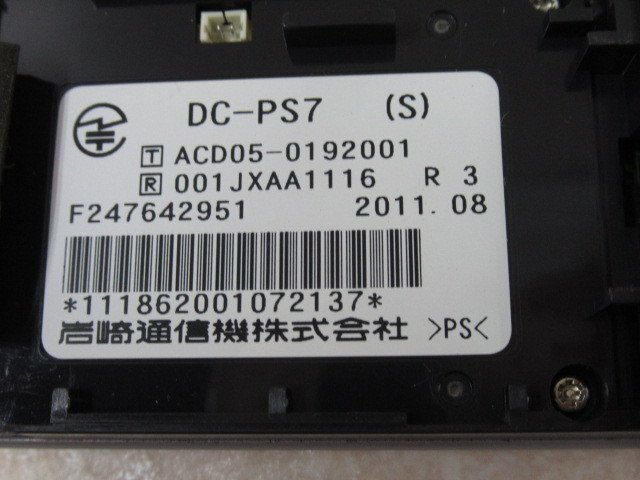 DC-PS7 (S)
T ACD05-0192001
R 001JXAA1116 R 3
F247642951 2011.08
*111862001072137*
岩崎通信機株式会社 >PS<